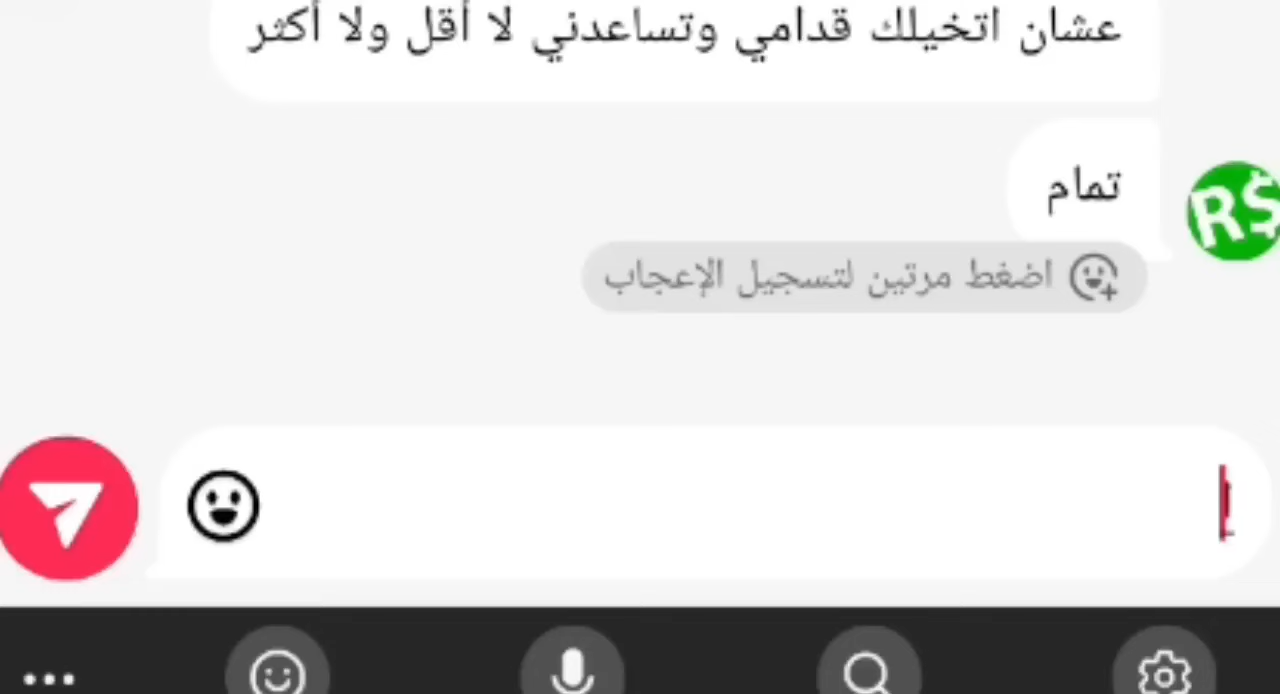 عشان اتخيلك قدامي وتساعدني لا أقل ولا أكثر
تمام
R$
اضغط مرتين لتسجيل الإعجاب